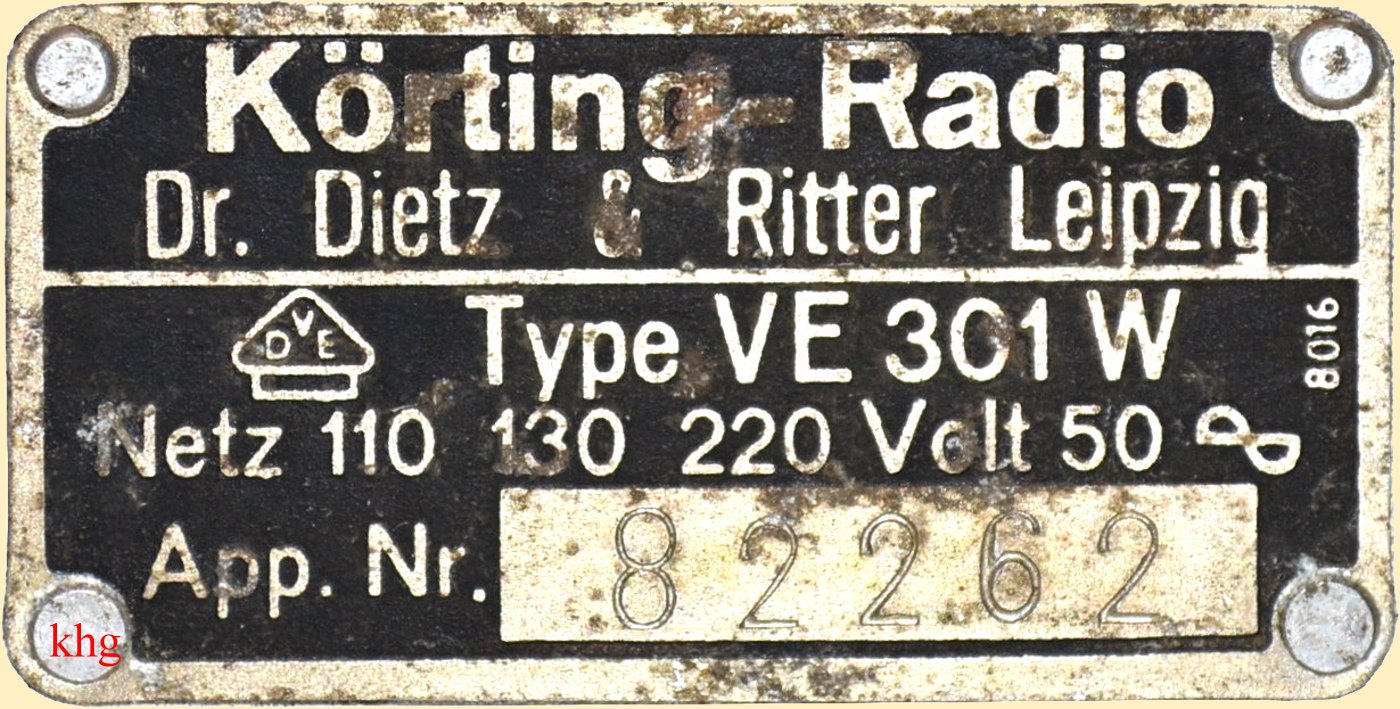 Körting-Radio
Dr. Dietz & Ritter Leipzig
DVE
Type VE 301 W
8016
Netz 110 130 220 Volt 50
App. Nr. 82262
khg